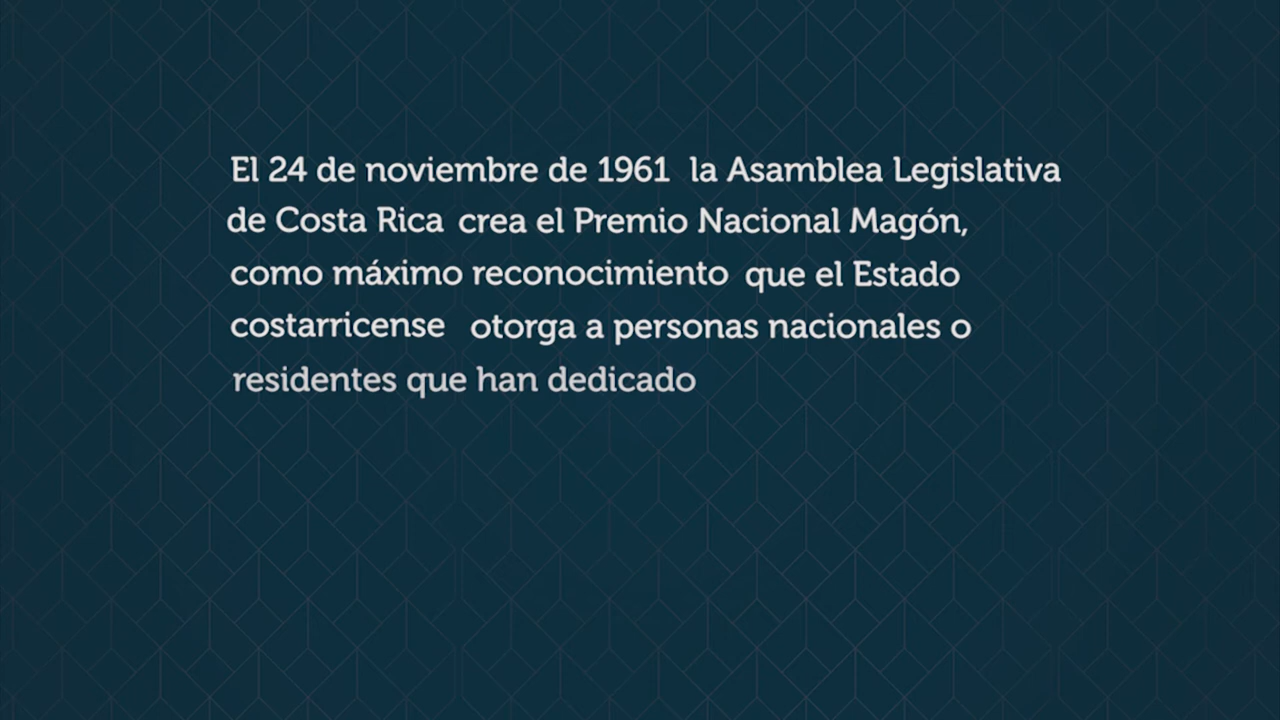 El 24 de noviembre de 1961 la Asamblea Legislativa
de Costa Rica crea el Premio Nacional Magón,
como máximo reconocimiento que el Estado
costarricense otorga a personas nacionales o
residentes que han dedicado